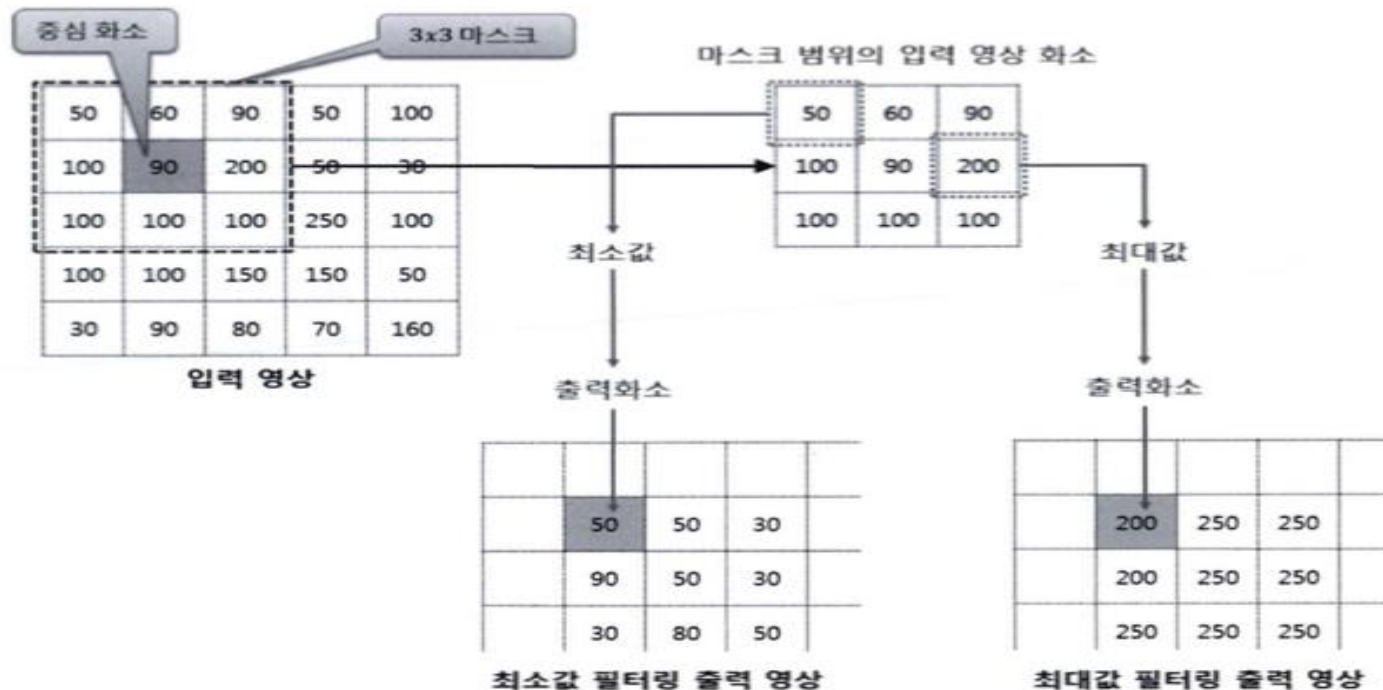 중심 화소
3x3 마스크
마스크 범위의 입력 영상 화소
50 60 90 50 100
100 90 200 50 30
100 100 100 250 100
100 100 150 150 50
30 90 80 70 160
입력 영상
50 60 90
100 90 200
100 100 100
최소값
최대값
출력화소
출력화소
50 50 30
90 50 30
30 80 50
최소값 필터링 출력 영상
200 250 250
200 250 250
250 250 250
최대값 필터링 출력 영상